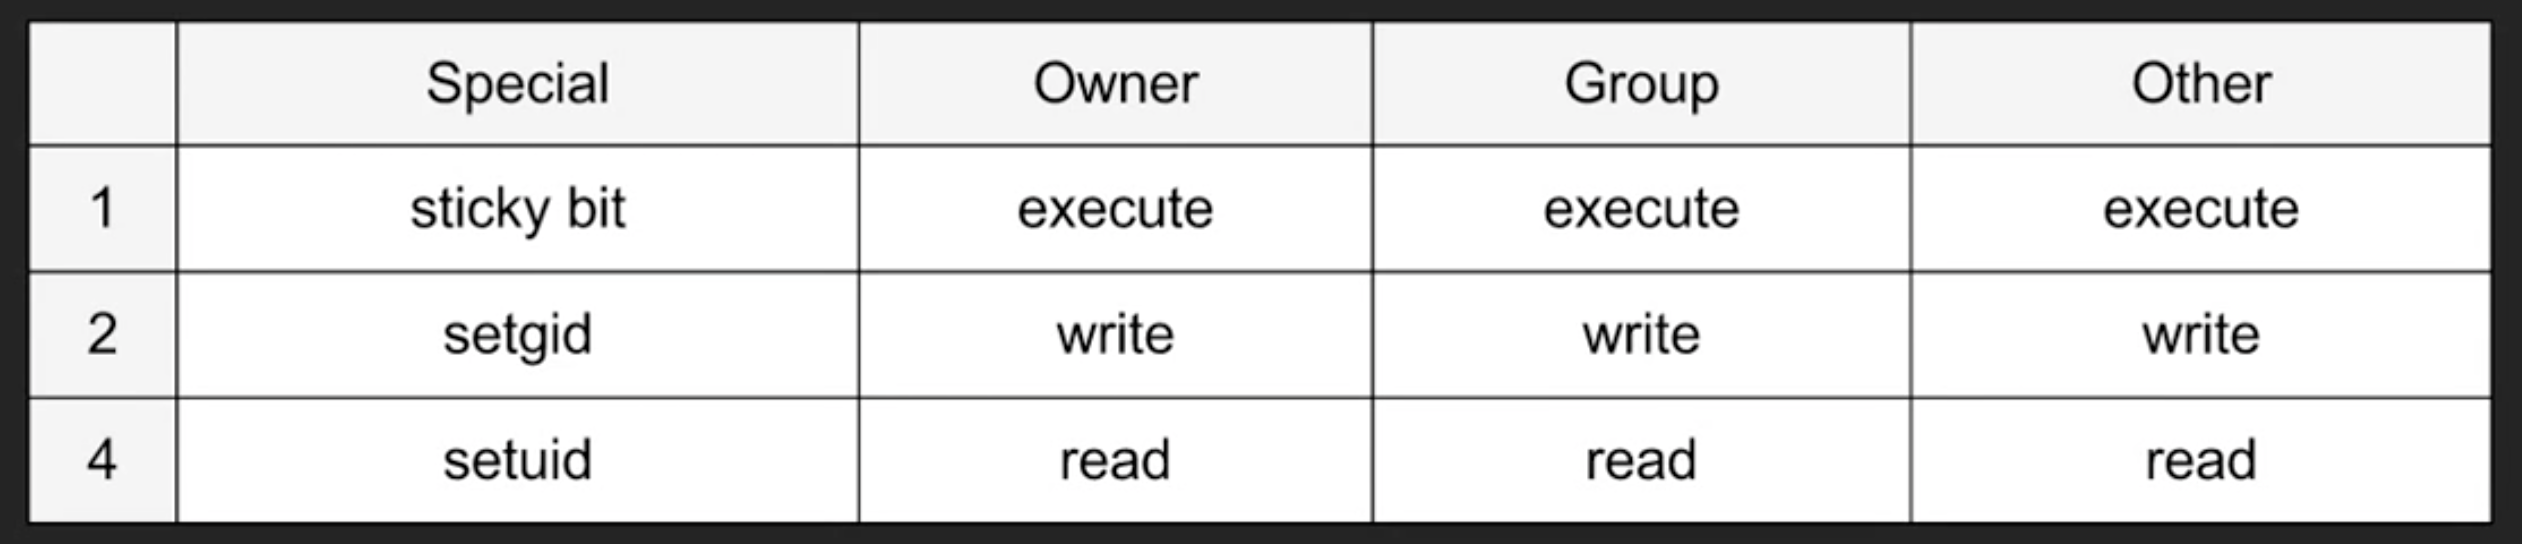 Special Owner Group Other
1 sticky bit execute execute execute
2 setgid write write write
4 setuid read read read